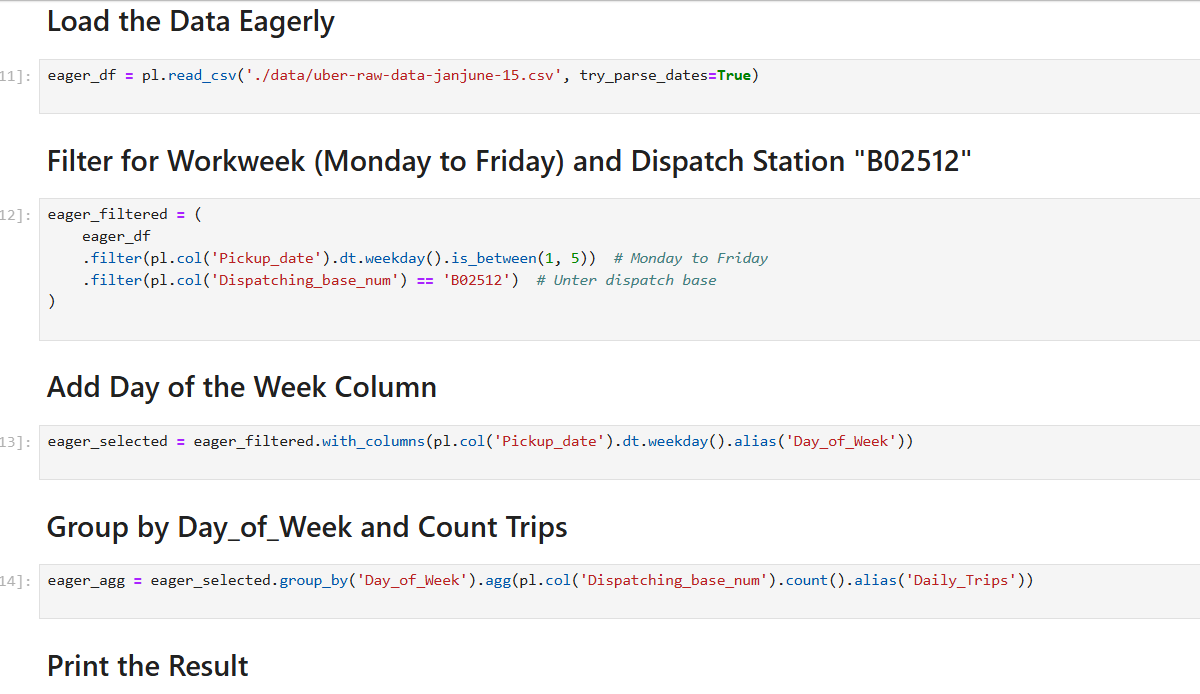 Load the Data Eagerly
11]: eager_df = pl.read_csv('./data/uber-raw-data-janjune-15.csv', try_parse_dates=True)
Filter for Workweek (Monday to Friday) and Dispatch Station "B02512"
12]: eager_filtered = (
    eager_df
    .filter(pl.col('Pickup_date').dt.weekday().is_between(1, 5))  # Monday to Friday
    .filter(pl.col('Dispatching_base_num') == 'B02512')  # Unter dispatch base
)
Add Day of the Week Column
13]: eager_selected = eager_filtered.with_columns(pl.col('Pickup_date').dt.weekday().alias('Day_of_Week'))
Group by Day_of_Week and Count Trips
14]: eager_agg = eager_selected.group_by('Day_of_Week').agg(pl.col('Dispatching_base_num').count().alias('Daily_Trips'))
Print the Result